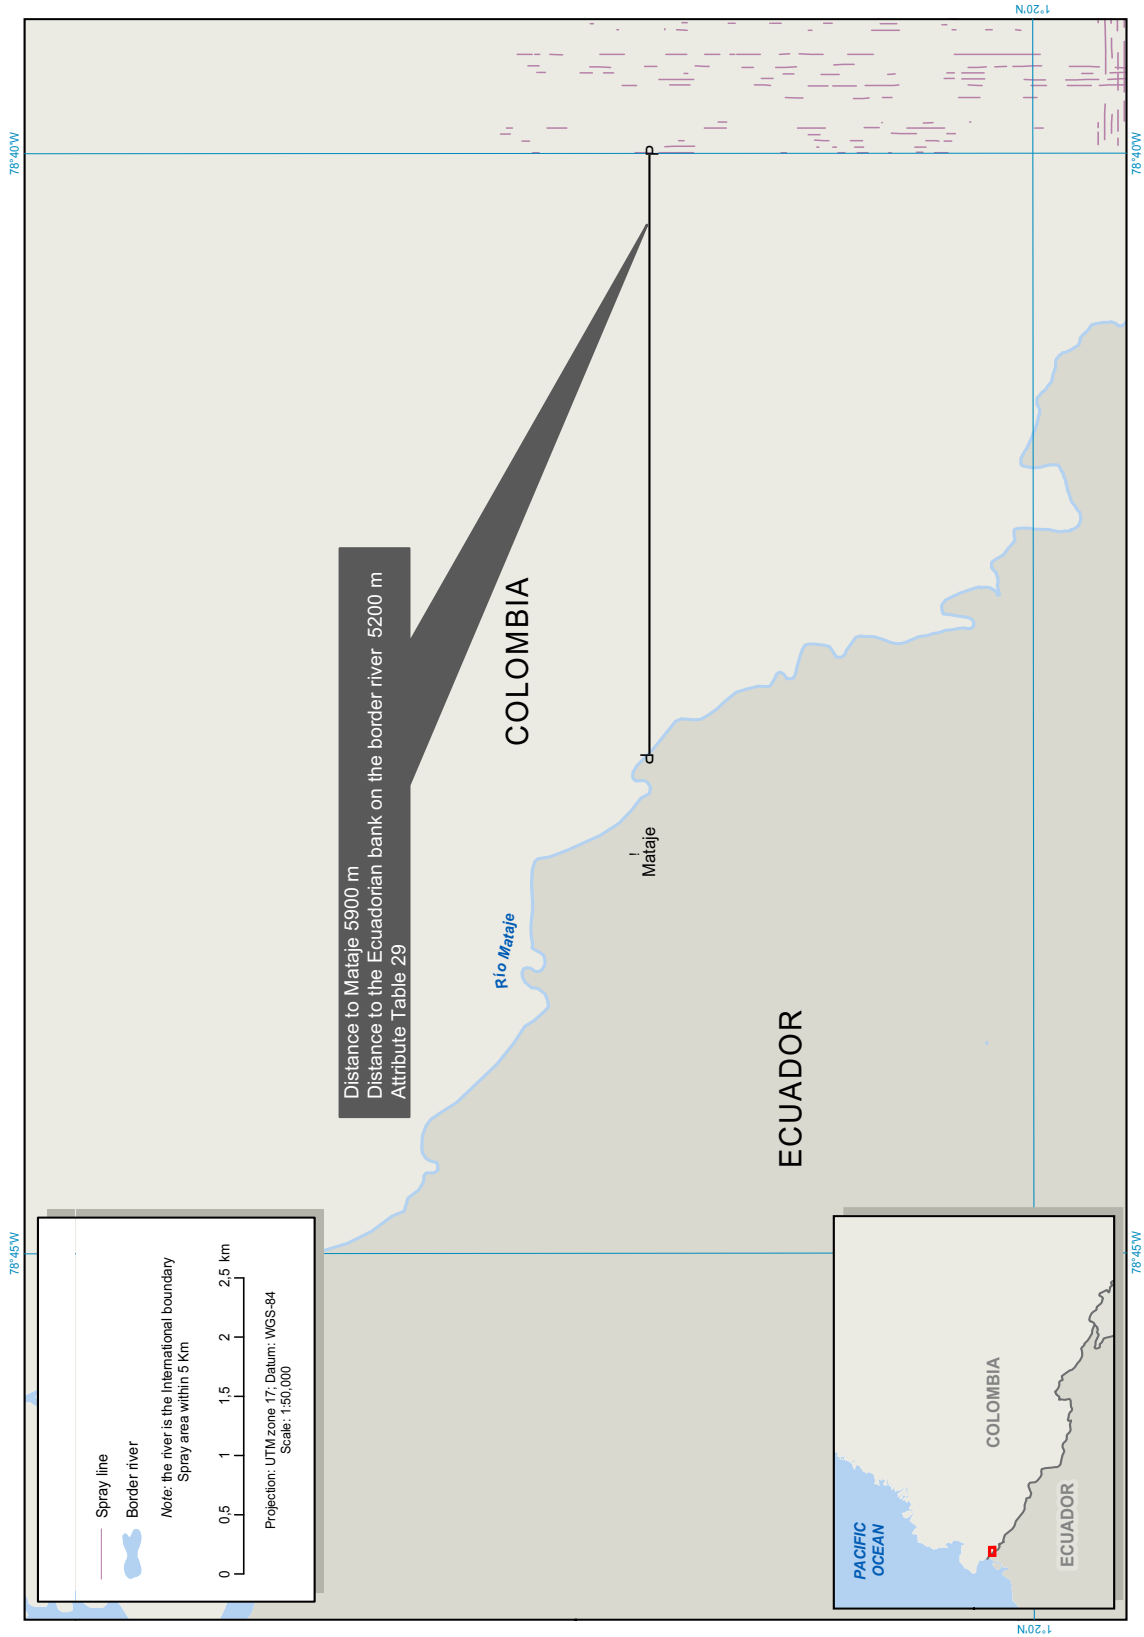 78°45'W
78°40'W
Distance to Mataje 5900 m
Distance to the Ecuadorian bank on the border river 5200 m
Attribute Table 29
COLOMBIA
Río Mataje
!
Mataje
ECUADOR
Spray line
Border river
Note: the river is the International boundary
Spray area within 5 Km
0 0,5 1 1,5 2 2,5 km
Projection: UTM zone 17; Datum: WGS-84
Scale: 1:50,000
PACIFIC
OCEAN
COLOMBIA
ECUADOR
1°20'N
1°20'N
78°45'W
78°40'W